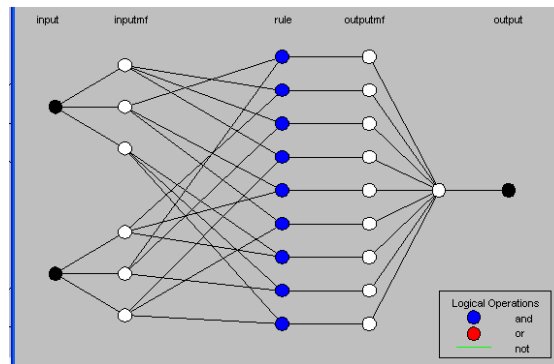 input inputmf rule outputmf output
Logical Operations
and
or
not